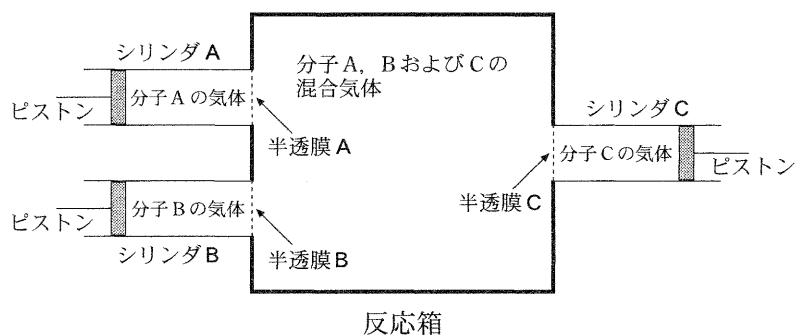 シリンダA
分子Aの気体
ピストン
半透膜A
分子A，BおよびCの
混合気体
シリンダC
分子Cの気体
ピストン
半透膜C
分子Bの気体
ピストン
シリンダB
半透膜B
反応箱